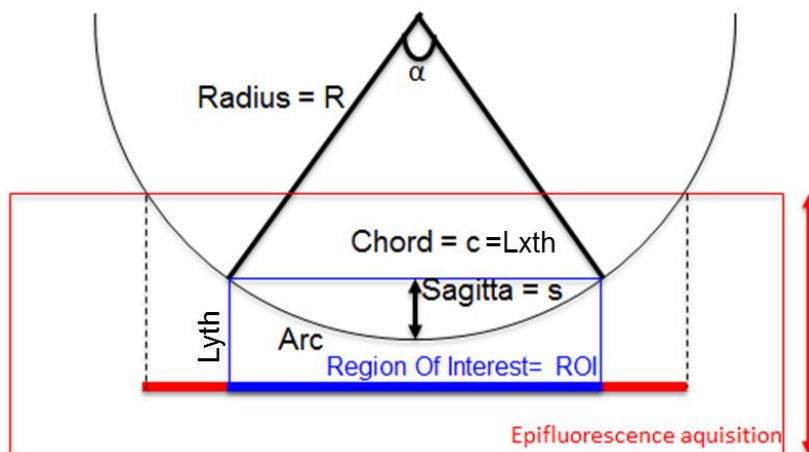 α
Radius = R
Chord = c =Lxth
Sagitta = s
Lyth
Arc
Region Of Interest= ROI
Epifluorescence aquisition